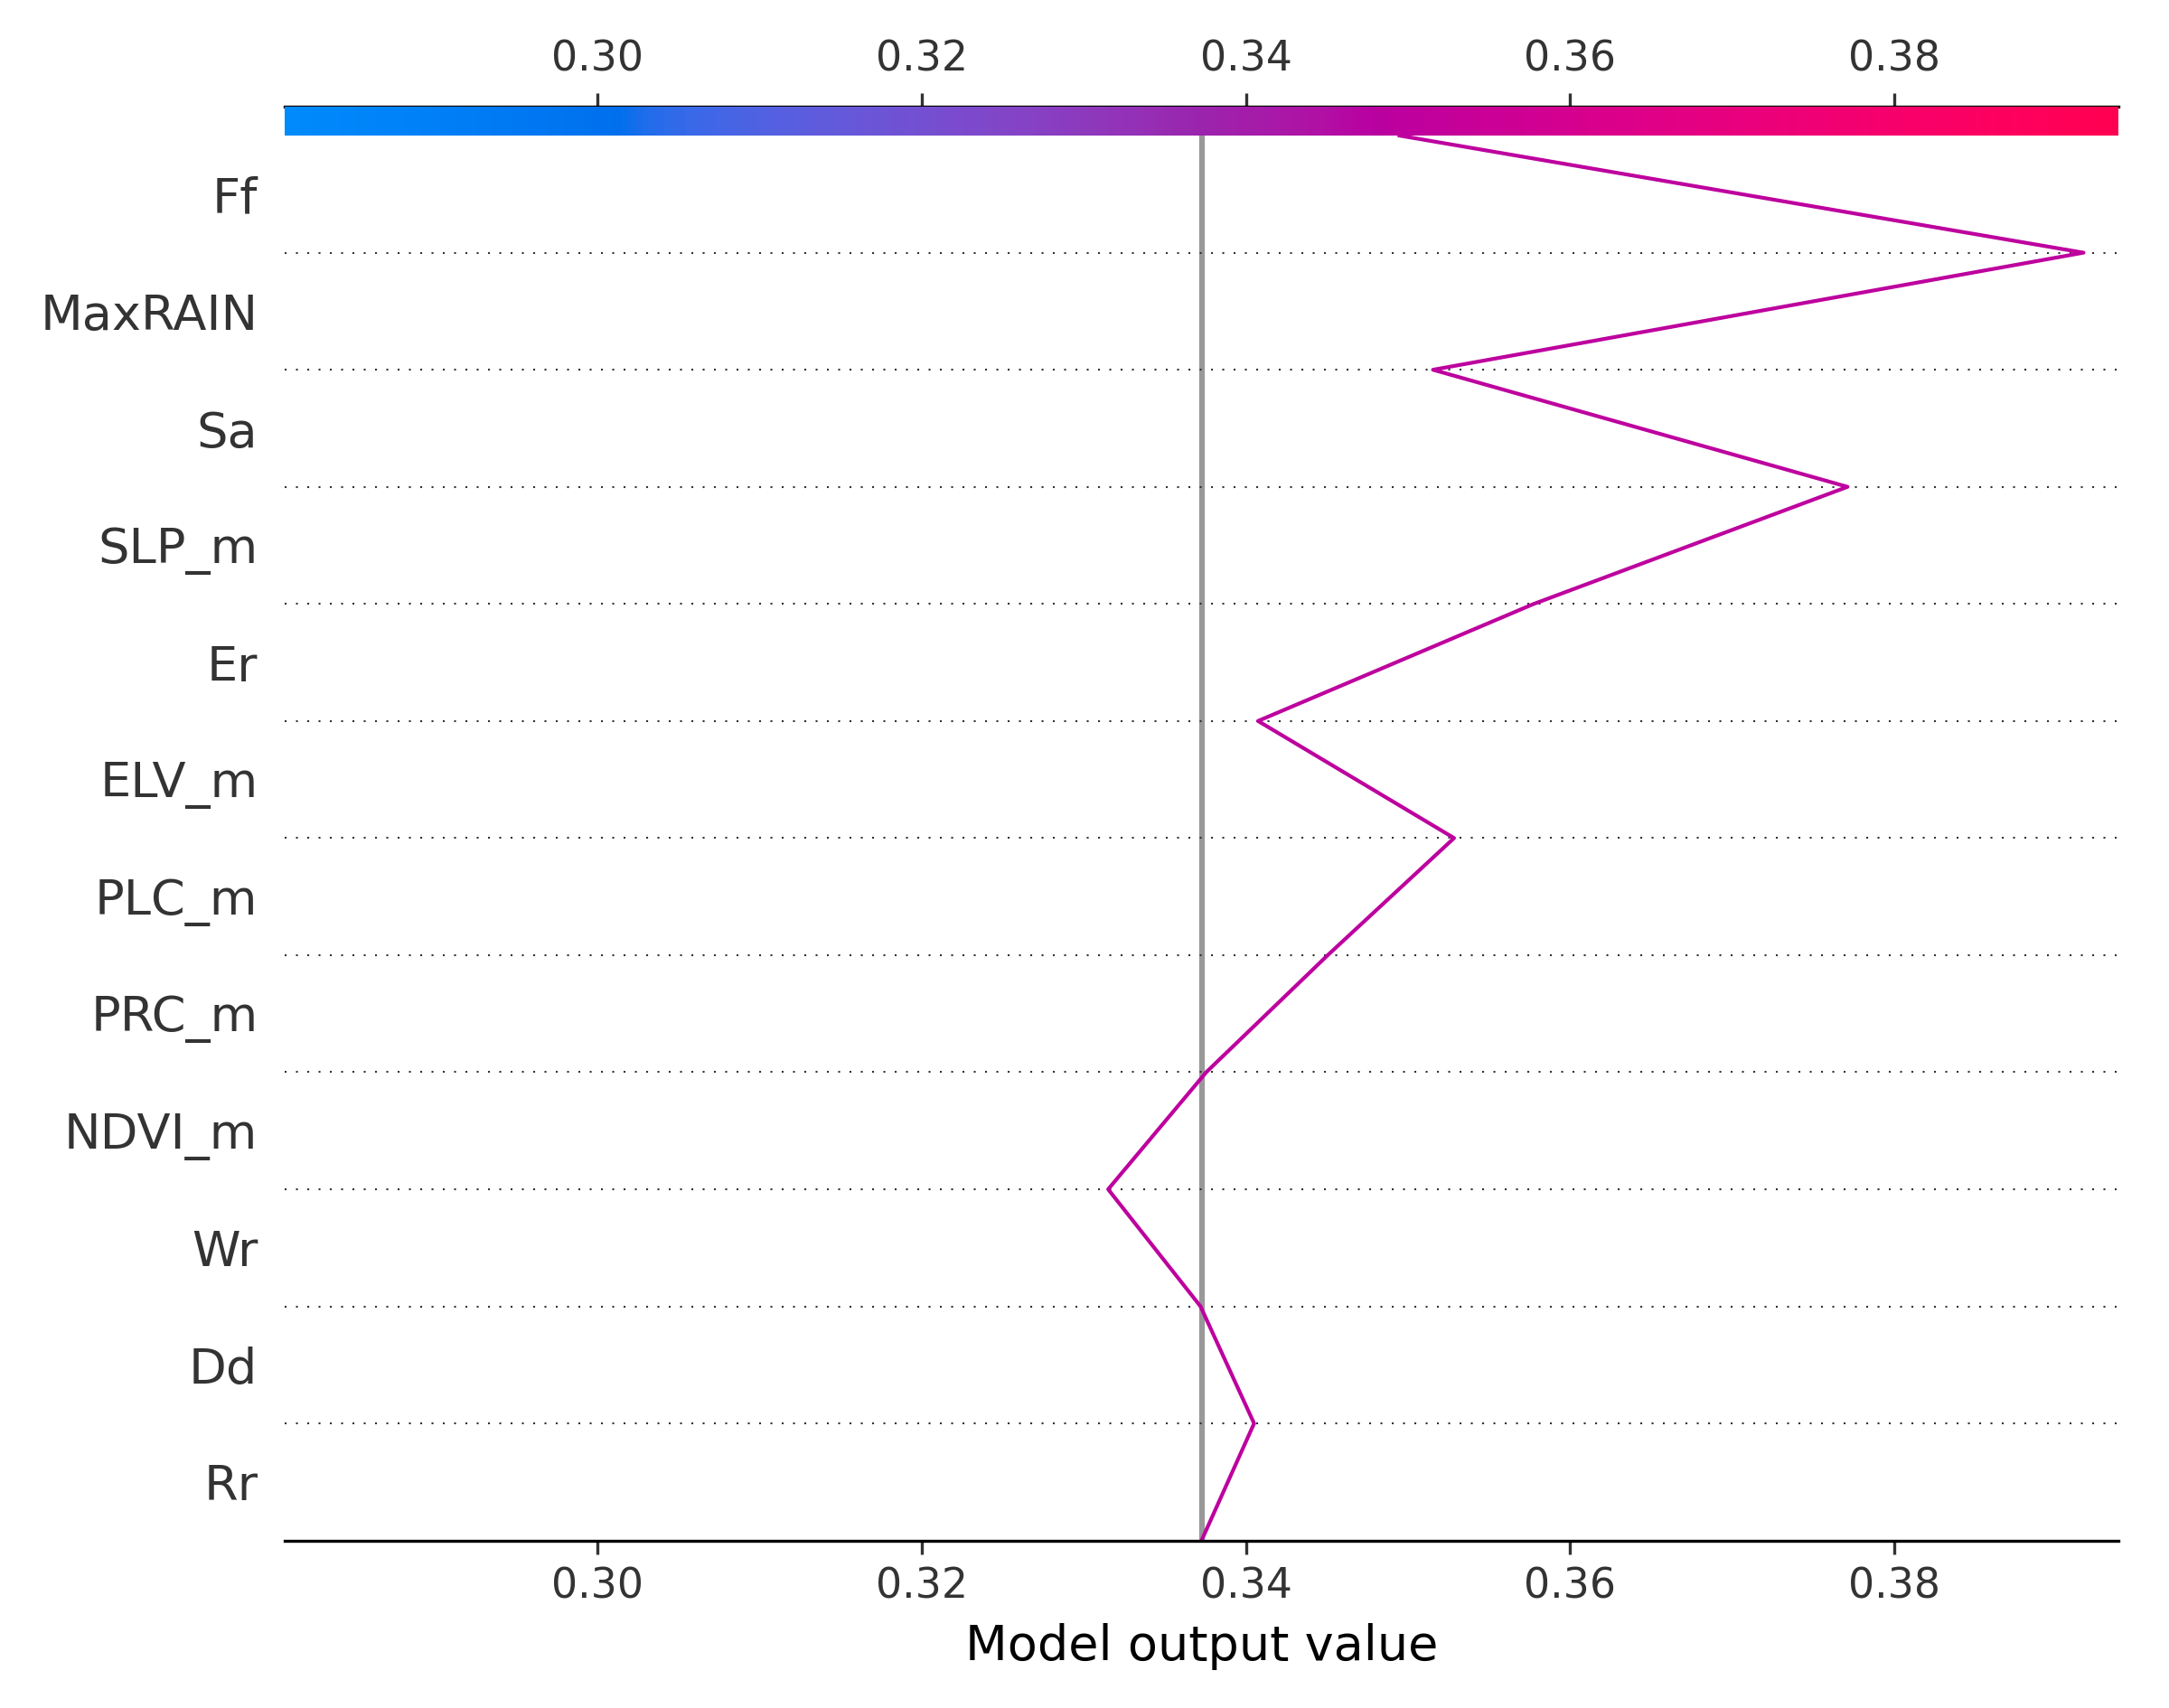 0.30 0.32 0.34 0.36 0.38
Ff
MaxRAIN
Sa
SLP_m
Er
ELV_m
PLC_m
PRC_m
NDVI_m
Wr
Dd
Rr
0.30 0.32 0.34 0.36 0.38
Model output value